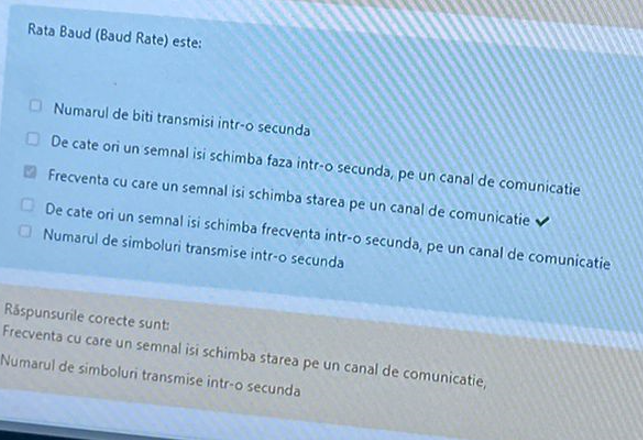 Rata Baud (Baud Rate) este:
Numarul de biti transmisi intr-o secunda
De cate ori un semnal isi schimba faza intr-o secunda, pe un canal de comunicatie
Frecventa cu care un semnal isi schimba starea pe un canal de comunicatie
De cate ori un semnal isi schimba frecventa intr-o secunda, pe un canal de comunicatie
Numarul de simboluri transmise intr-o secunda
Răspunsurile corecte sunt:
Frecventa cu care un semnal isi schimba starea pe un canal de comunicatie,
Numarul de simboluri transmise intr-o secunda